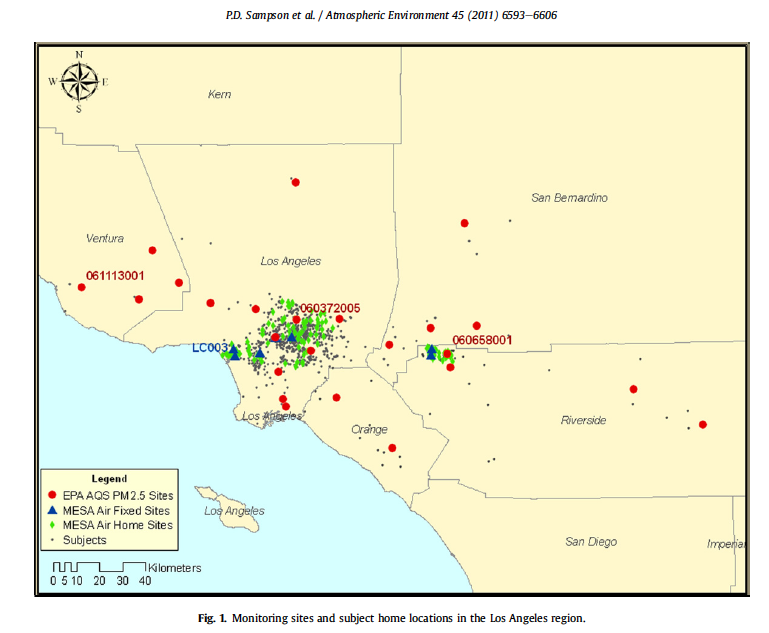 P.D. Sampson et al. / Atmospheric Environment 45 (2011) 6593–6606
N
W E
S
Kern
San Bernardino
Ventura
Los Angeles
061113001
060372005
LC003
060658001
Los Angeles
Orange
Riverside
Los Angeles
San Diego
Imperial
Legend
EPA AQS PM2.5 Sites
MESA Air Fixed Sites
MESA Air Home Sites
Subjects
Kilometers
0 5 10 20 30 40
Fig. 1. Monitoring sites and subject home locations in the Los Angeles region.